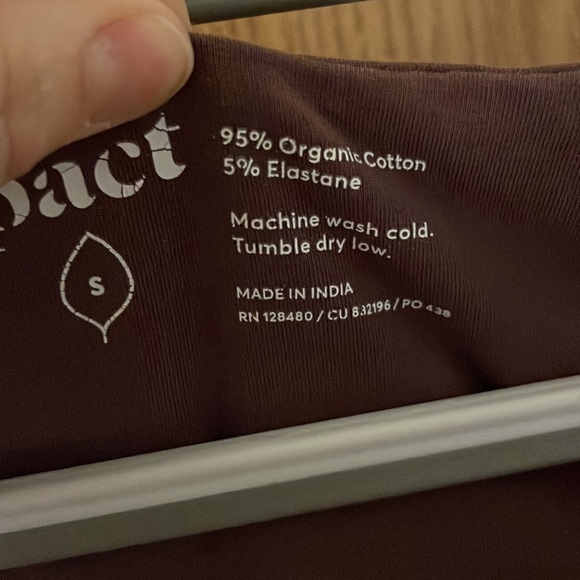 pact
S
95% Organic Cotton
5% Elastane
Machine wash cold.
Tumble dry low.
MADE IN INDIA
RN 128480 / CU 832196 / PO 438